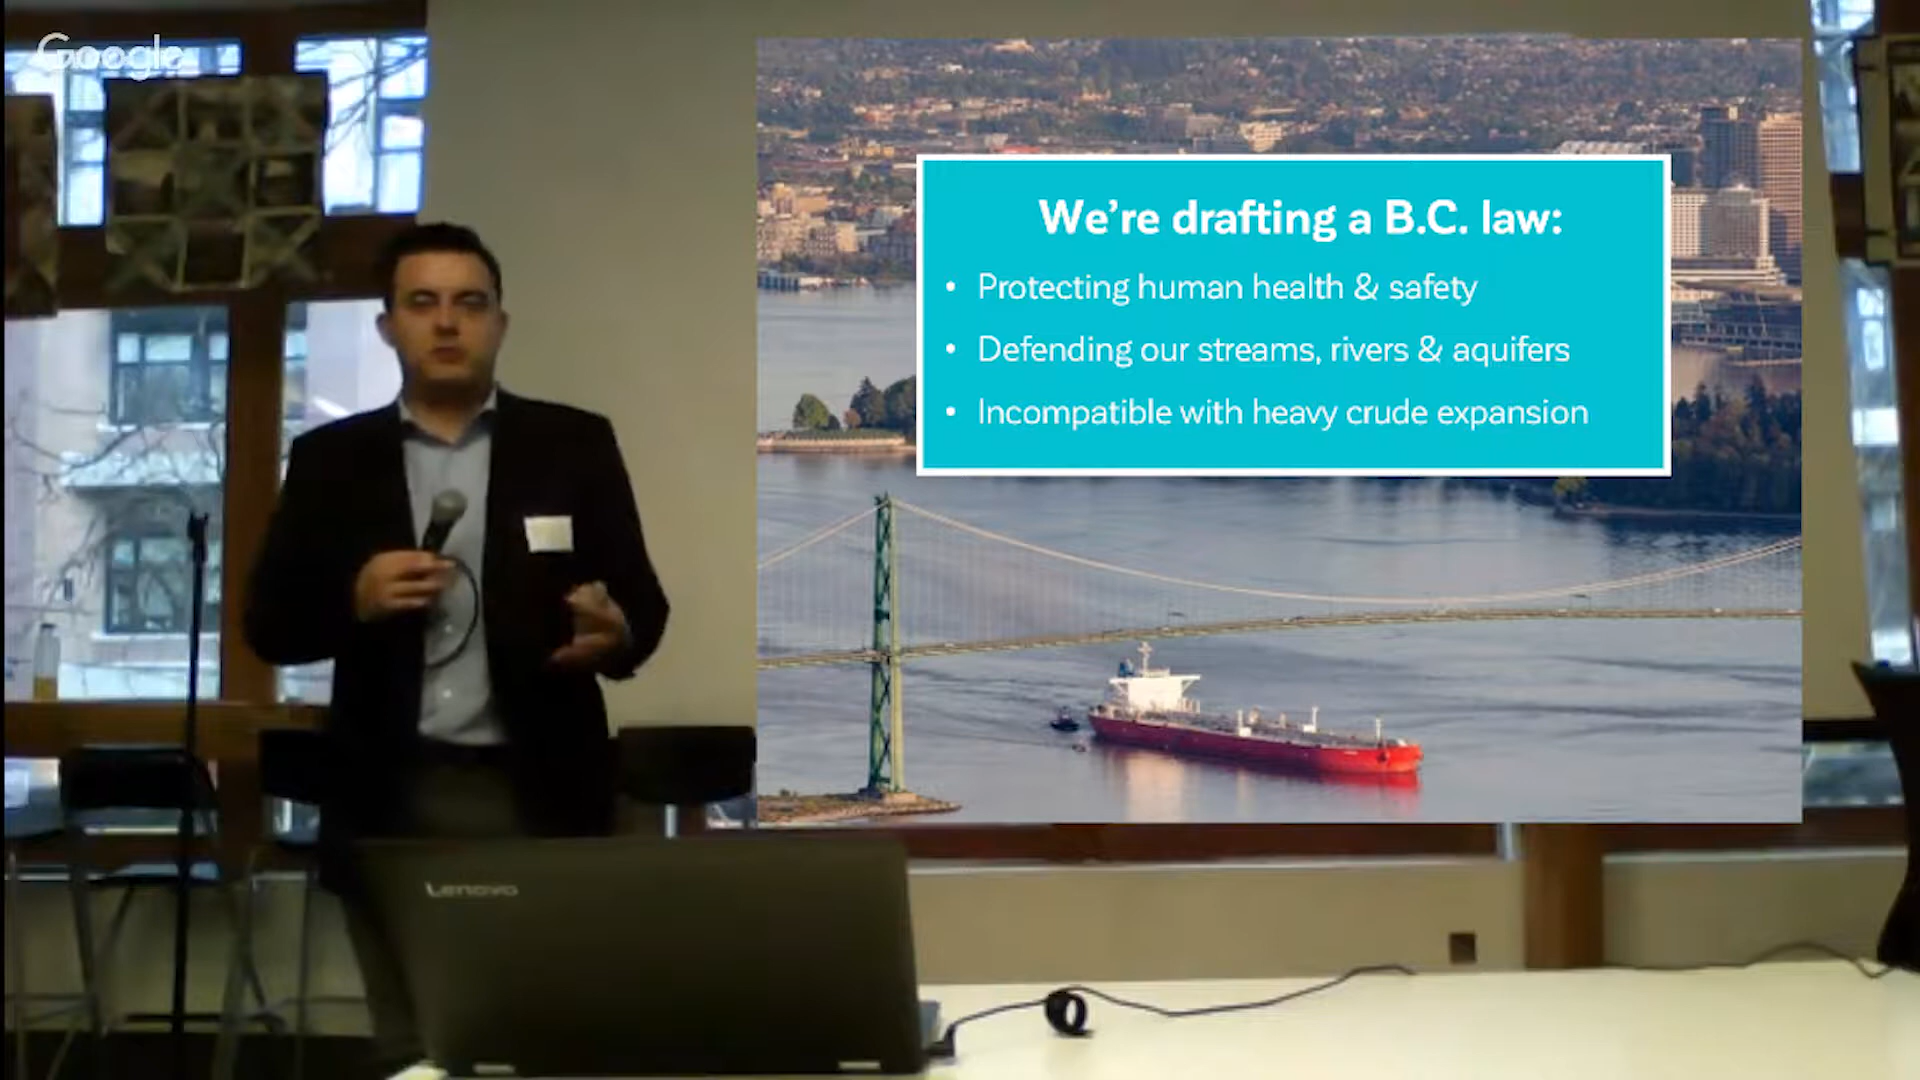 Google
We're drafting a B.C. law:
• Protecting human health & safety
• Defending our streams, rivers & aquifers
• Incompatible with heavy crude expansion
Lenovo